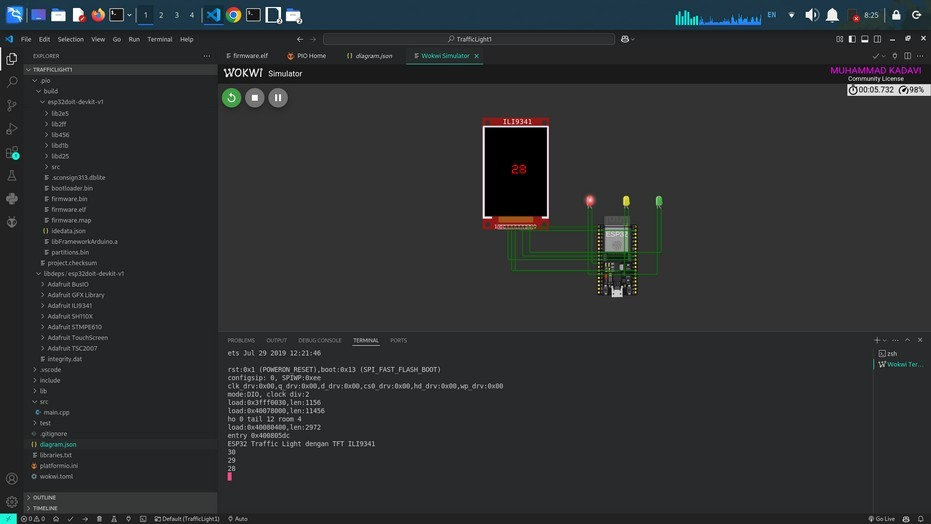 1
2
3
4
EN
8:25
File
Edit
Selection
View
Go
Run
Terminal
Help
TrafficLight1
EXPLORER
TRAFFICLIGHT1
.pio
build
esp32doit-devkit-v1
lib2e5
lib2ff
lib456
libd1b
libd25
src
.sconsign313.dblite
bootloader.bin
firmware.bin
firmware.elf
firmware.map
idedata.json
libFrameworkArduino.a
partitions.bin
project.checksum
libdeps / esp32doit-devkit-v1
Adafruit BusIO
Adafruit GFX Library
Adafruit ILI9341
Adafruit SH110X
Adafruit STMPE610
Adafruit TouchScreen
Adafruit TSC2007
integrity.dat
.vscode
include
lib
src
main.cpp
test
.gitignore
diagram.json
libraries.txt
platformio.ini
wokwi.toml
OUTLINE
TIMELINE
firmware.elf
PIO Home
diagram.json
Wokwi Simulator
WOKWI Simulator
MUHAMMAD KADAVI
Community License
00:05.732
98%
ILI9341
28
ESP32
PROBLEMS
OUTPUT
DEBUG CONSOLE
TERMINAL
PORTS
ets Jul 29 2019 12:21:46
rst:0x1 (POWERON_RESET),boot:0x13 (SPI_FAST_FLASH_BOOT)
configsip: 0, SPIWP:0xee
clk_drv:0x00,q_drv:0x00,d_drv:0x00,cs0_drv:0x00,hd_drv:0x00,wp_drv:0x00
mode:DIO, clock div:2
load:0x3fff0030,len:1156
load:0x40078000,len:11456
ho 0 tail 12 room 4
load:0x40080400,len:2972
entry 0x400805dc
ESP32 Traffic Light dengan TFT ILI9341
30
29
28
zsh
Wokwi Ter...
0
0
Default (TrafficLight1)
Auto
Go Live